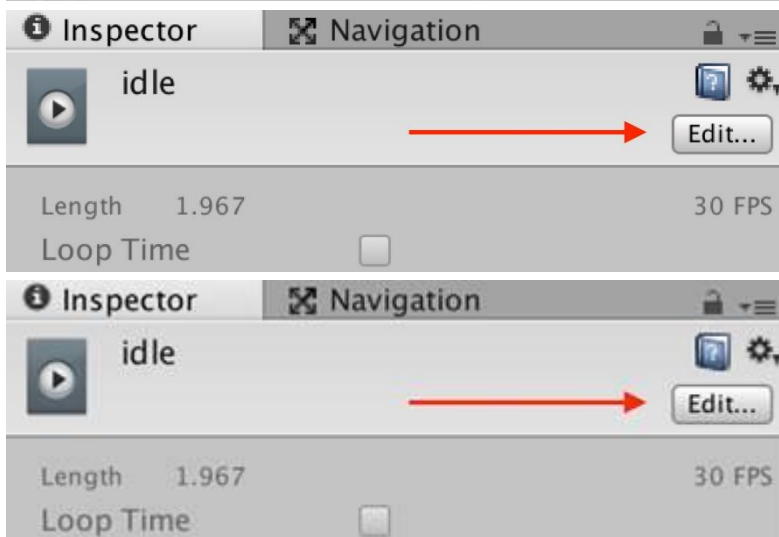 Inspector Navigation
idle
Edit...
Length 1.967 30 FPS
Loop Time
Inspector Navigation
idle
Edit...
Length 1.967 30 FPS
Loop Time